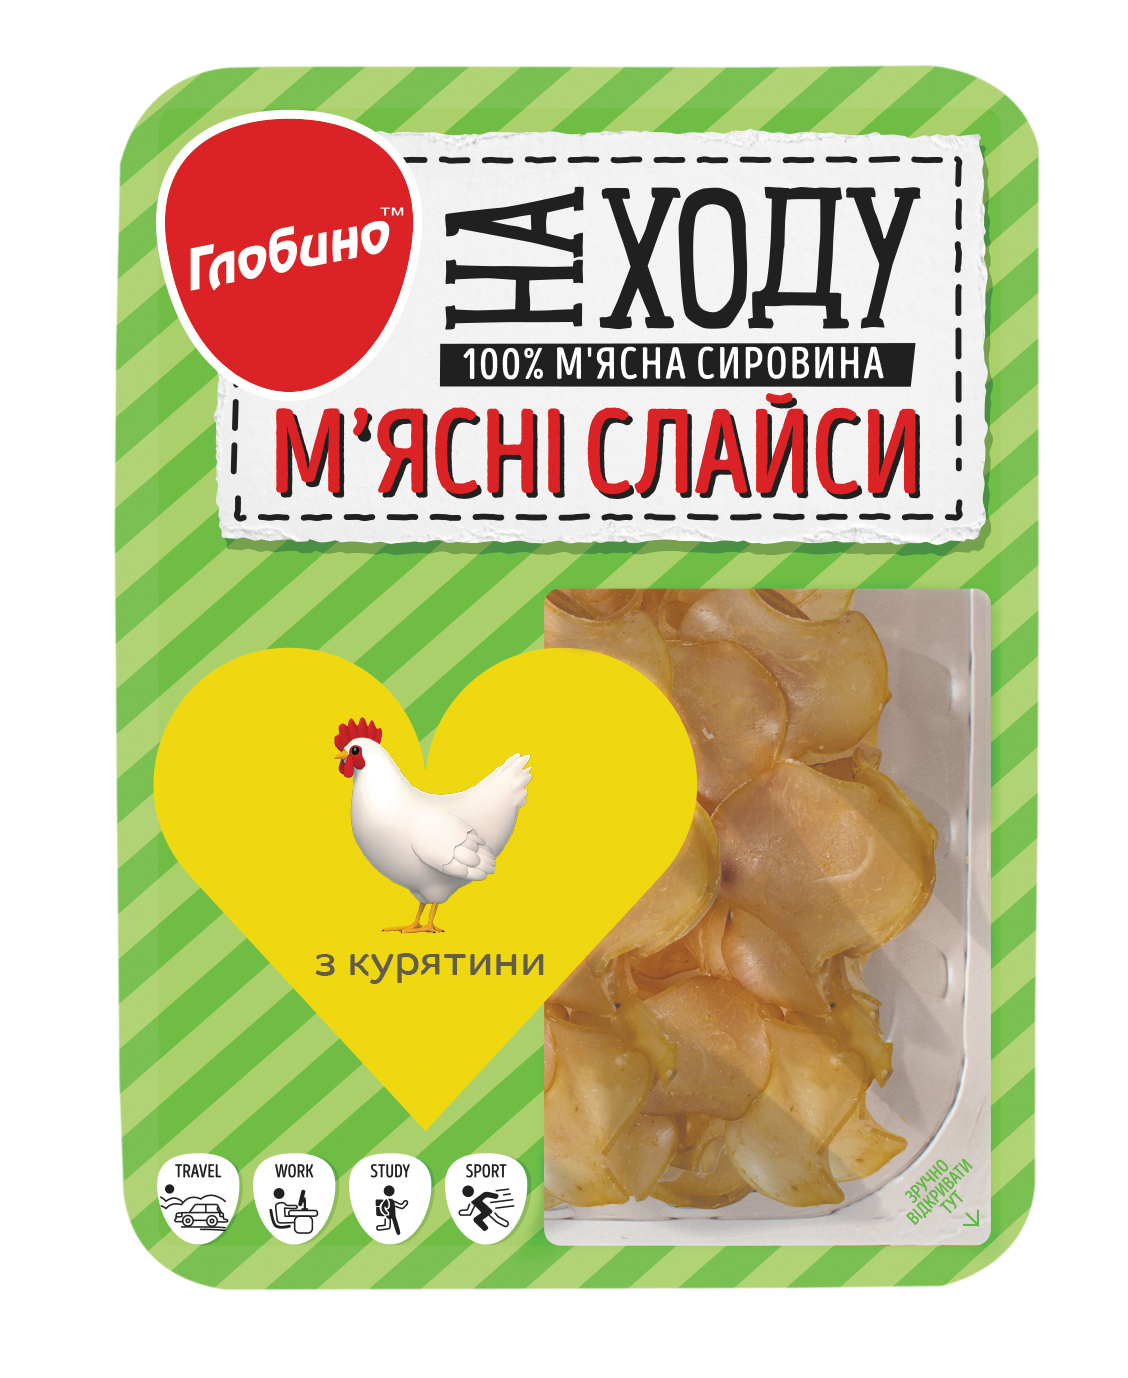 Глобино™
НА ХОДУ
100% М'ЯСНА СИРОВИНА
М’ЯСНІ СЛАЙСИ
з курятини
TRAVEL
WORK
STUDY
SPORT
ЗРУЧНО
ВІДКРИВАТИ
ТУТ